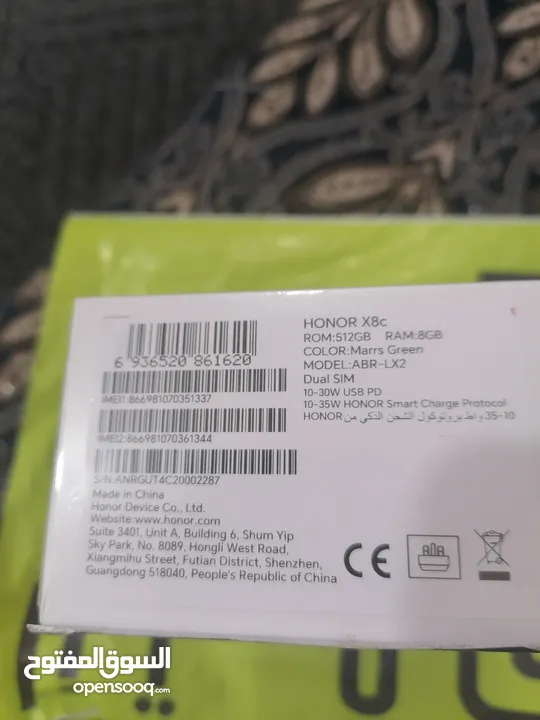 6 936520 861620
IMEI1:866981070351337
IMEI2:866981070361344
S/N:ANRGUT4C20002287
Made in China
Honor Device Co., Ltd.
Website:www.honor.com
Suite 3401, Unit A, Building 6, Shum Yip
Sky Park, No. 8089, Hongli West Road,
Xiangmihu Street, Futian District, Shenzhen,
Guangdong 518040, People's Republic of China
HONOR X8c
ROM:512GB RAM:8GB
COLOR:Marrs Green
MODEL:ABR-LX2
Dual SIM
10-30W USB PD
10-35W HONOR Smart Charge Protocol
35-10 واط بروتوكول الشحن الذكي من HONOR
CE
السوق المفتوح
opensooq.com